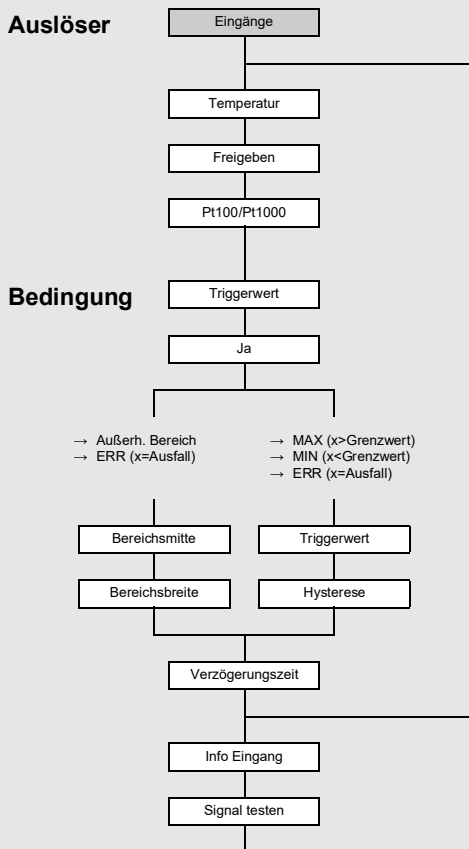 Auslöser
Eingänge
Temperatur
Freigeben
Pt100/Pt1000
Bedingung
Triggerwert
Ja
→ Außerh. Bereich
→ ERR (x=Ausfall)
→ MAX (x>Grenzwert)
→ MIN (x<Grenzwert)
→ ERR (x=Ausfall)
Bereichsmitte
Triggerwert
Bereichsbreite
Hysterese
Verzögerungszeit
Info Eingang
Signal testen